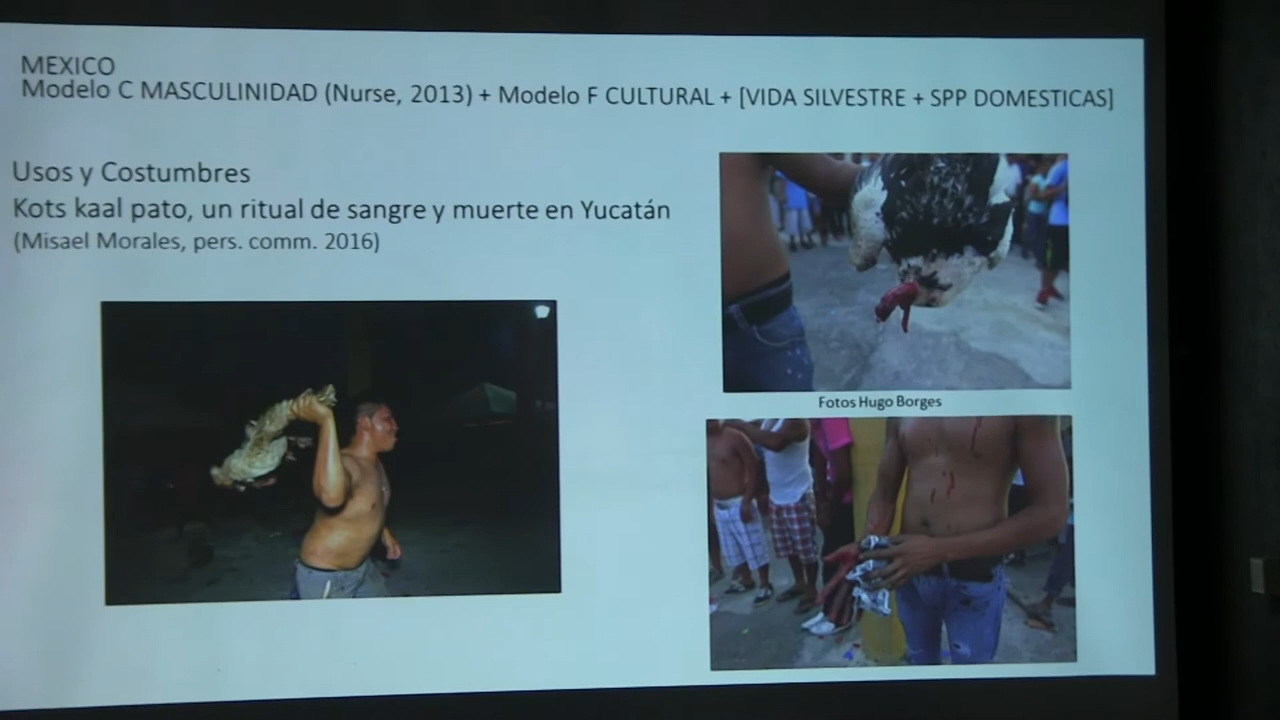 MEXICO
Modelo C MASCULINIDAD (Nurse, 2013) + Modelo F CULTURAL + [VIDA SILVESTRE + SPP DOMESTICAS]
Usos y Costumbres
Kots kaal pato, un ritual de sangre y muerte en Yucatán
(Misael Morales, pers. comm. 2016)
Fotos Hugo Borges